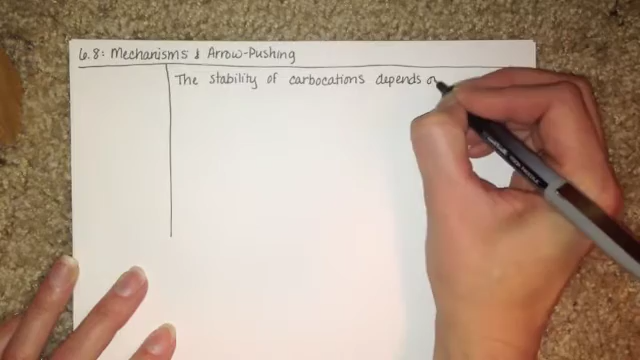 6.8: Mechanisms & Arrow-Pushing
The stability of carbocations depends o